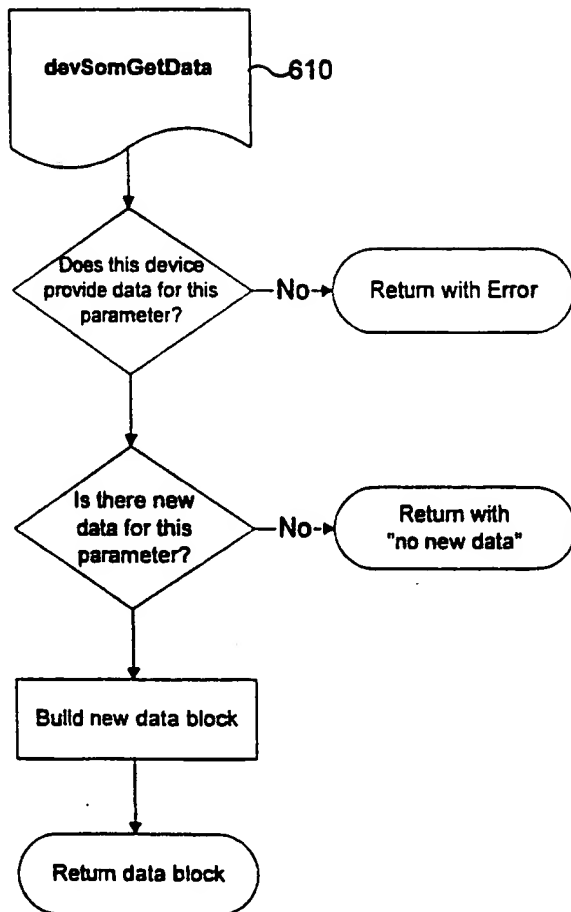 devSomGetData
610
Does this device
provide data for this
parameter?
No
Return with Error
Is there new
data for this
parameter?
No
Return with
"no new data"
Build new data block
Return data block